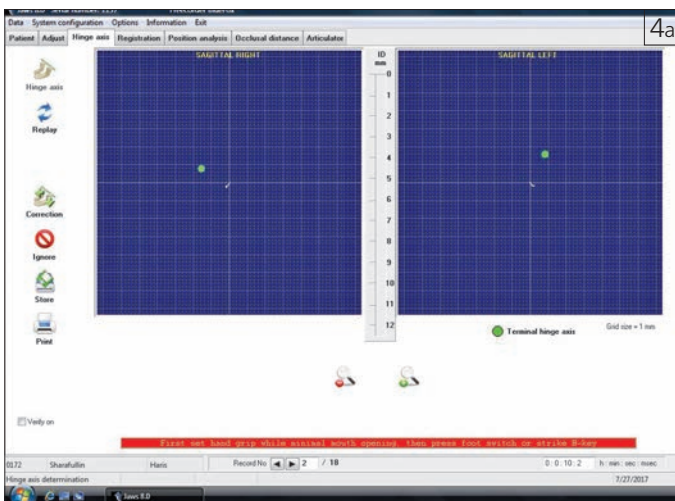 4a
Jaws 8.0
Data System configuration Options Information Exit
Patient Adjust Hinge axis Registration Position analysis Occlusal distance Articulator
SAGITTAL RIGHT
ID
mm
SAGITTAL LEFT
0
1
2
3
4
5
6
7
8
9
10
11
12
Hinge axis
Replay
Correction
Ignore
Store
Print
Terminal hinge axis
Grid size = 1 mm
Verify on
First set hand grip while minimal mouth opening, then press foot switch or strike H-key
0172 Sharafullin Haris Record No 2 / 18 0 : 0 : 10 : 2 h : min : sec : msec
Hinge axis determination 7/27/2017
Jaws 8.0